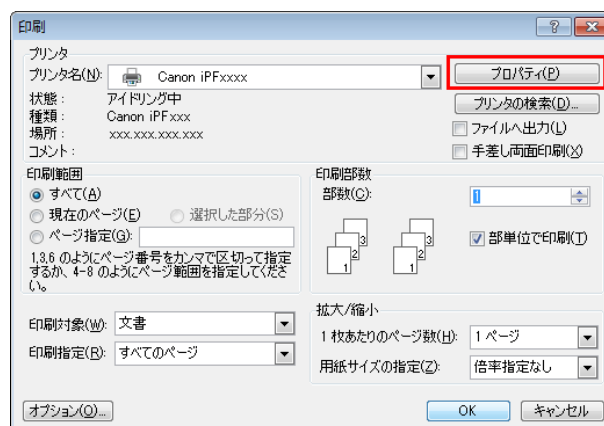 印刷
プリンタ
プリンタ名(N): Canon iPFxxxx プロパティ(P)
状態： アイドリング中 プリンタの検索(D)...
種類： Canon iPFxxx
場所： xxx.xxx.xxx.xxx ファイルへ出力(L)
コメント： 手差し両面印刷(X)
印刷範囲
すべて(A)
現在のページ(E) 選択した部分(S)
ページ指定(G):
1,3,6 のようにページ番号をカンマで区切って指定
するか、4-8 のようにページ範囲を指定してくださ
い。
印刷部数
部数(C): 1
3 3
2 2
1 1
部単位で印刷(T)
印刷対象(W): 文書
印刷指定(R): すべてのページ
拡大/縮小
1 枚あたりのページ数(H): 1 ページ
用紙サイズの指定(Z): 倍率指定なし
オプション(O)... OK キャンセル